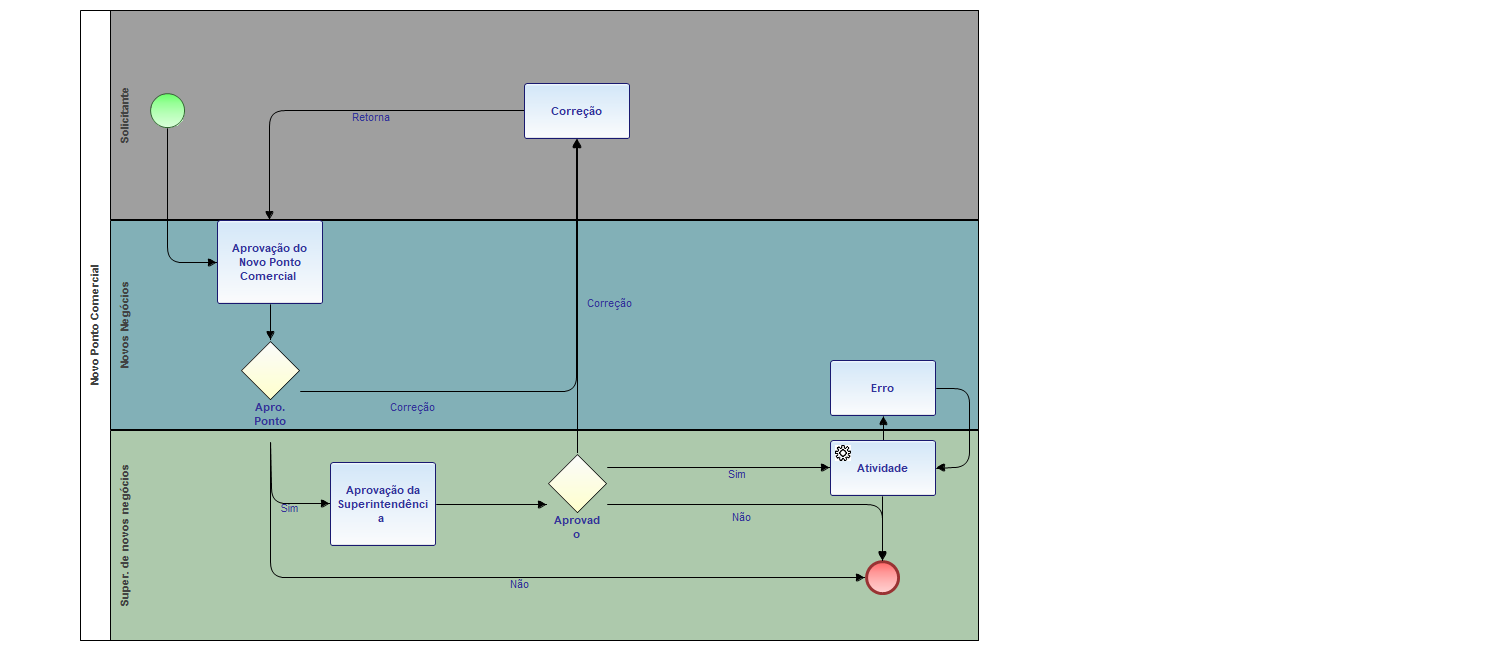 Novo Ponto Comercial
Solicitante
Correção
Retorna
Novos Negócios
Aprovação do
Novo Ponto
Comercial
Correção
Apro.
Ponto
Correção
Erro
Super. de novos negócios
Aprovação da
Superintendênci
a
Sim
Aprovad
o
Sim
Atividade
Não
Não